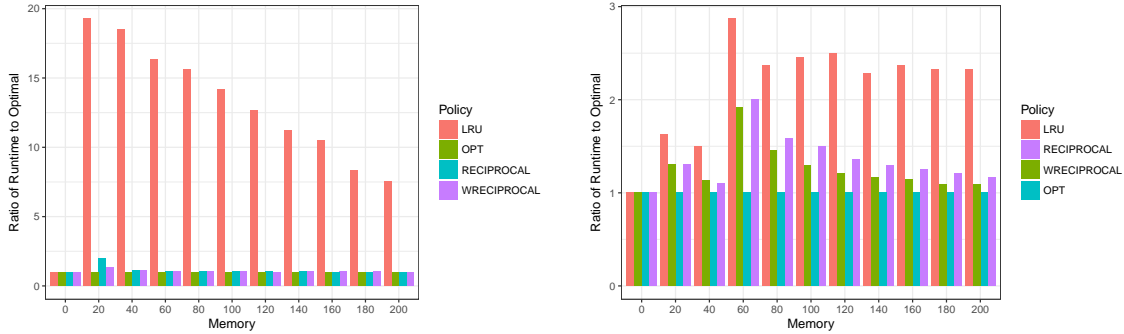 20
15
10
5
0
Ratio of Runtime to Optimal
0 20 40 60 80 100 120 140 160 180 200
Memory
Policy
LRU
OPT
RECIPROCAL
WRECIPROCAL
3
2
1
0
Ratio of Runtime to Optimal
0 20 40 60 80 100 120 140 160 180 200
Memory
Policy
LRU
RECIPROCAL
WRECIPROCAL
OPT